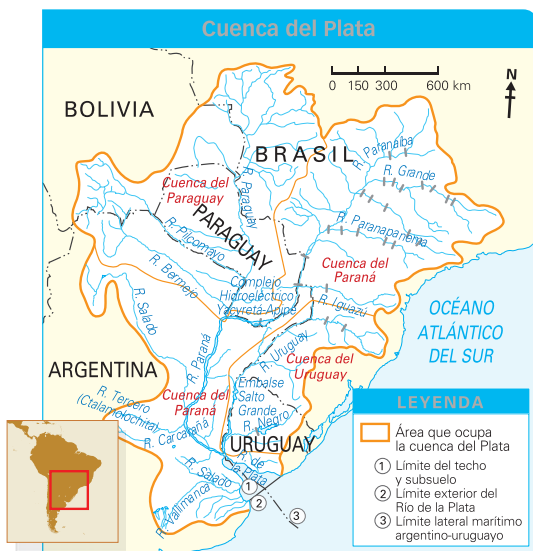 Cuenca del Plata
0 150 300 600 km
N
BOLIVIA
BRASIL
R. Paranaíba
R. Grande
Cuenca del
Paraguay
R. Paraguay
PARAGUAY
R. Paranapanema
R. Pilcomayo
Cuenca del
Paraná
R. Bermejo
Complejo
Hidroeléctrico
Yacyretá-Apipé
R. Iguazú
R. Salado
OCÉANO
ATLÁNTICO
DEL SUR
R. Paraná
R. Uruguay
Cuenca del
Uruguay
ARGENTINA
R. Tercero
(Ctalamochita)
Cuenca del
Paraná
Embalse
Salto
Grande
R. Negro
R. Carcarañá
URUGUAY
R. de
la Plata
R. Salado
R. Vallimanca
1
2
3
LEYENDA
Área que ocupa
la cuenca del Plata
1 Límite del techo
y subsuelo
2 Límite exterior del
Río de la Plata
3 Límite lateral marítimo
argentino-uruguayo